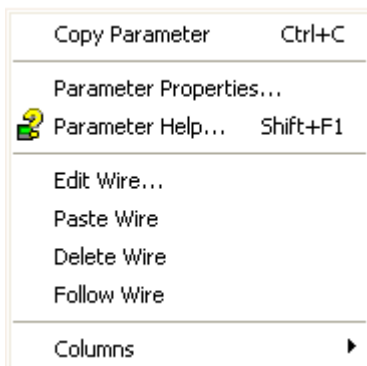 Copy Parameter Ctrl+C
Parameter Properties...
Parameter Help... Shift+F1
Edit Wire...
Paste Wire
Delete Wire
Follow Wire
Columns